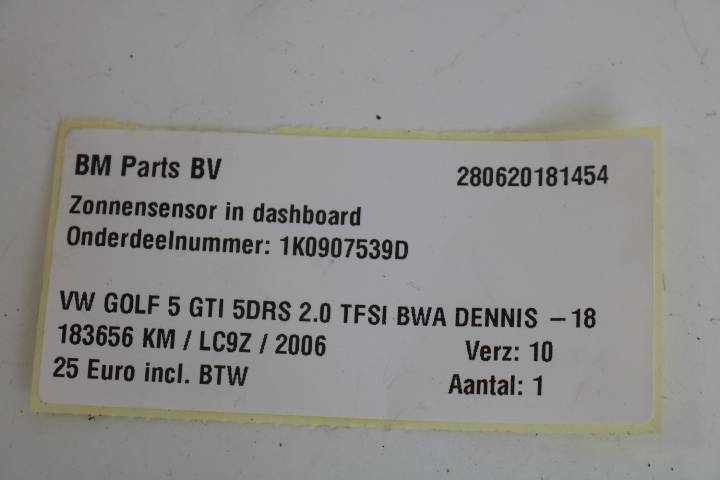 BM Parts BV 280620181454
Zonnensensor in dashboard
Onderdeelnummer: 1K0907539D
VW GOLF 5 GTI 5DRS 2.0 TFSI BWA DENNIS – 18
183656 KM / LC9Z / 2006 Verz: 10
25 Euro incl. BTW Aantal: 1